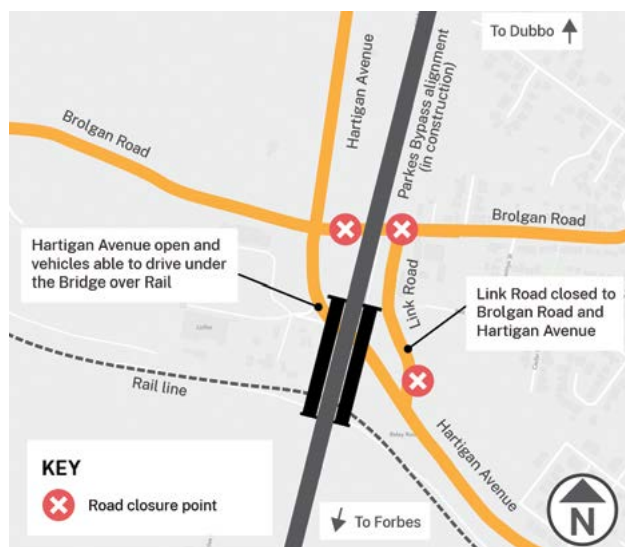 To Dubbo
Hartigan Avenue
Parkes Bypass alignment
(in construction)
Brolgan Road
Brolgan Road
Hartigan Avenue open and
vehicles able to drive under
the Bridge over Rail
Link Road
Link Road closed to
Brolgan Road and
Hartigan Avenue
Rail line
Hartigan Avenue
KEY
Road closure point
To Forbes
N